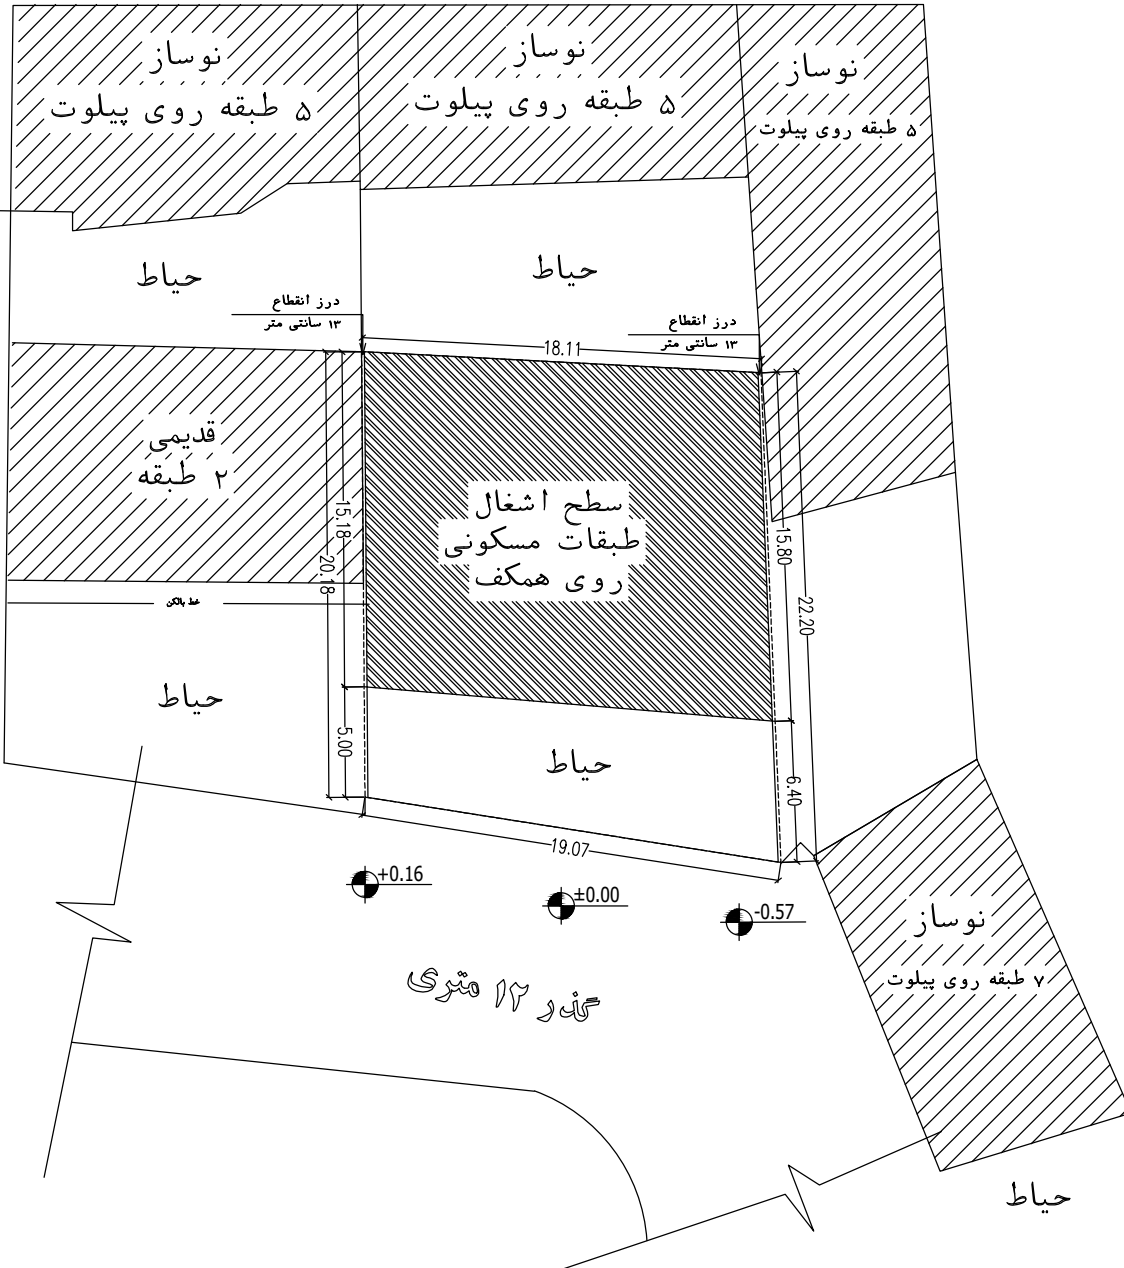 نوساز
۵ طبقه روی پیلوت
نوساز
۵ طبقه روی پیلوت
نوساز
۵ طبقه روی پیلوت
حیاط
حیاط
درز انقطاع
۱۳ سانتی متر
درز انقطاع
۱۳ سانتی متر
18.11
قدیمی
۲ طبقه
سطح اشغال
طبقات مسکونی
روی همکف
15.18
20.18
15.80
22.20
خط بالکن
حیاط
5.00
حیاط
6.40
19.07
+0.16
±0.00
-0.57
گذر ۱۲ متری
نوساز
۷ طبقه روی پیلوت
حیاط